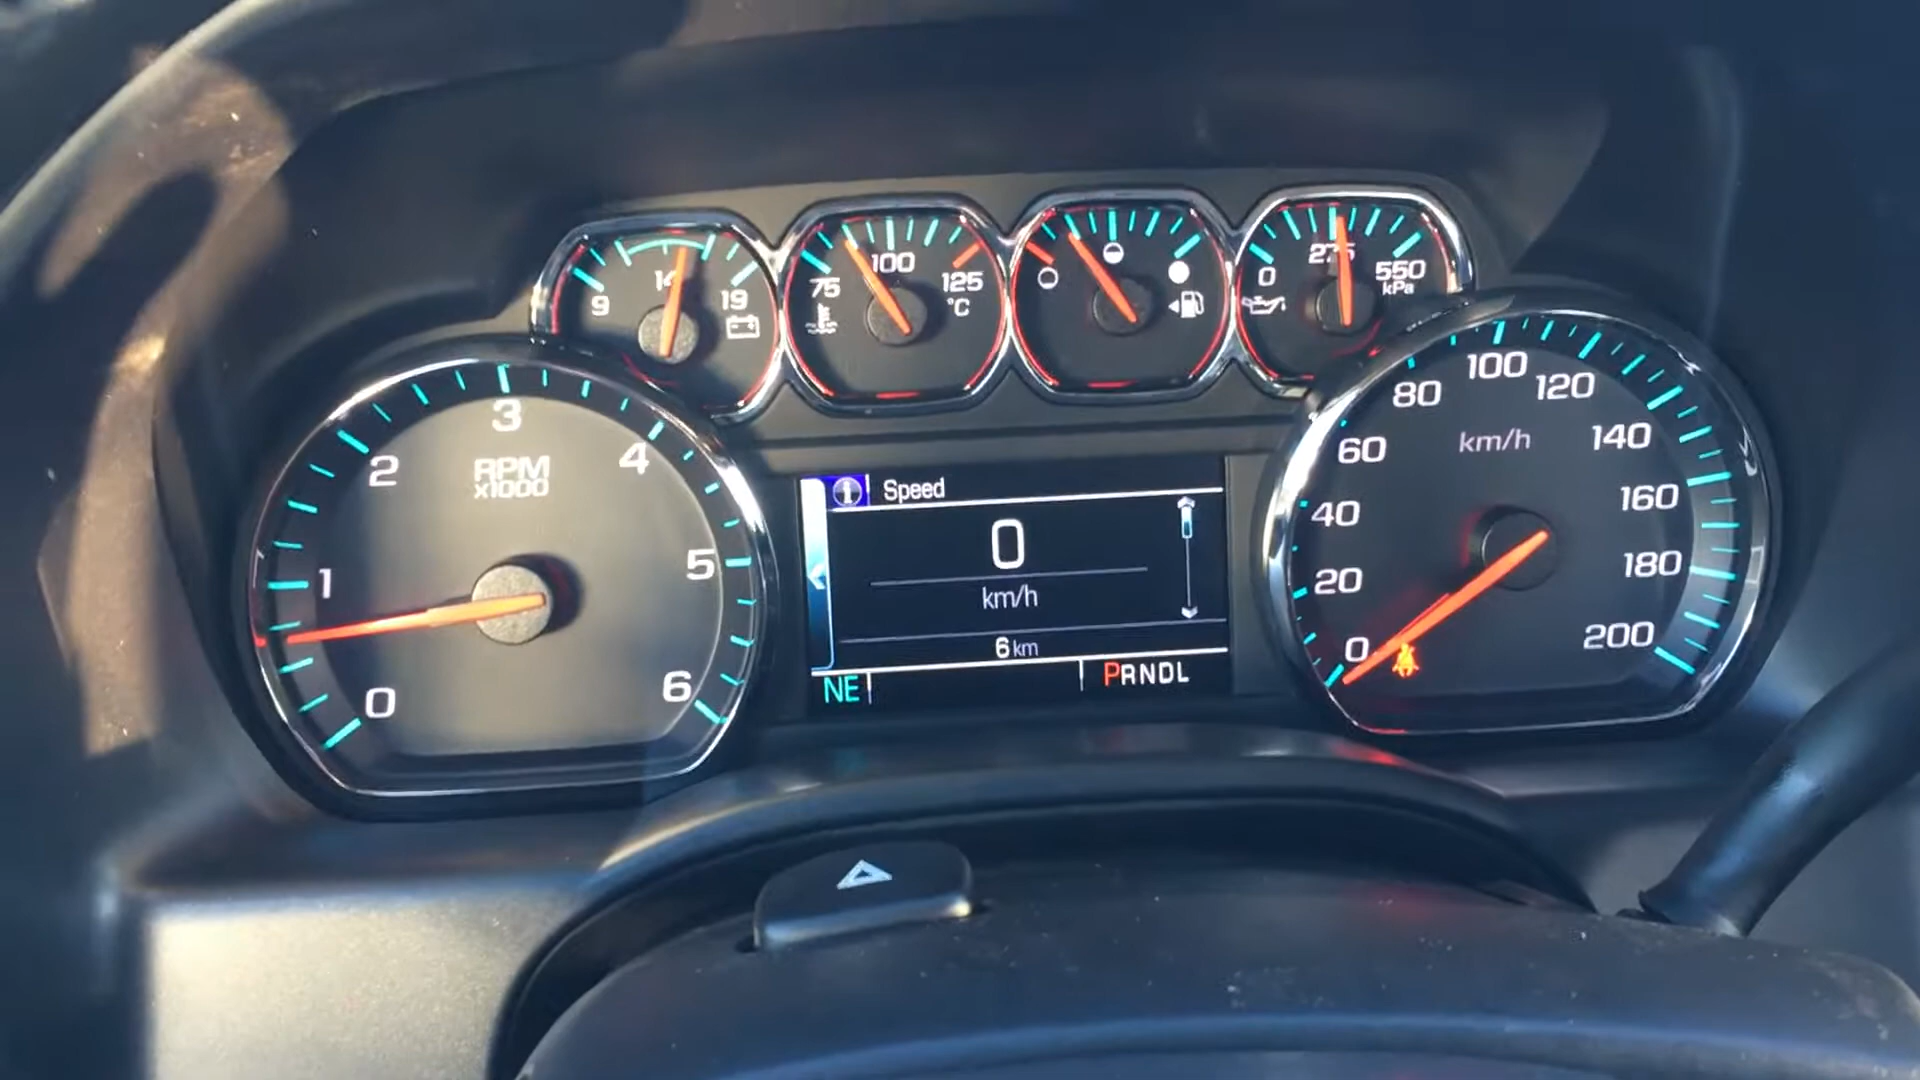 9 14 19
75 100 125
°C
0 275 550
kPa
0 1 2 3 4 5 6
RPM
x1000
i Speed
0
km/h
6 km
NE PRNDL
0 20 40 60 80 100 120 140 160 180 200
km/h